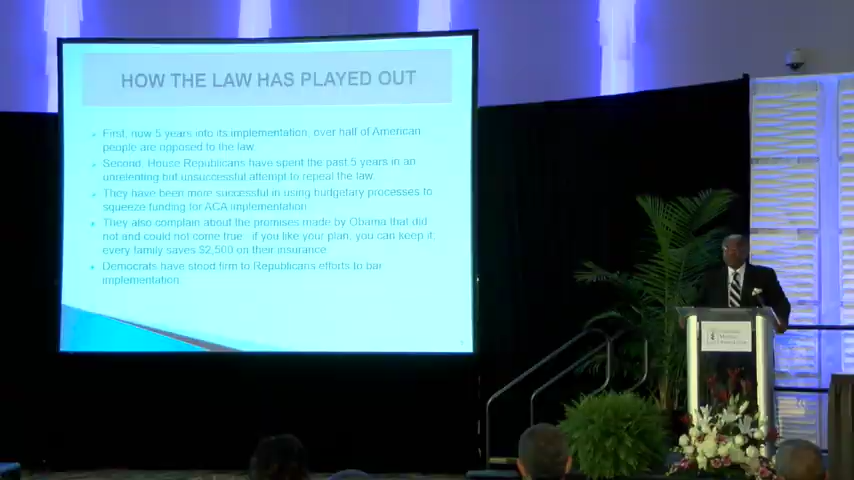 HOW THE LAW HAS PLAYED OUT
First, now 5 years into its implementation, over half of American
people are opposed to the law.
Second, House Republicans have spent the past 5 years in an
unrelenting but unsuccessful attempt to repeal the law.
They have been more successful in using budgetary processes to
squeeze funding for ACA implementation.
They also complain about the promises made by Obama that did
not and could not come true - if you like your plan, you can keep it;
every family saves $2,500 on their insurance.
Democrats have stood firm to Republicans efforts to bar
implementation.